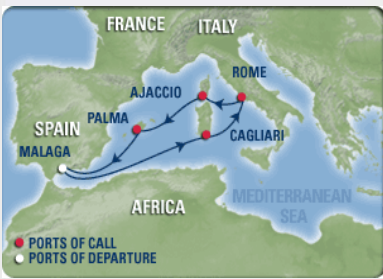 FRANCE
ITALY
ROME
AJACCIO
PALMA
SPAIN
CAGLIARI
MALAGA
MEDITERRANEAN
SEA
AFRICA
PORTS OF CALL
PORTS OF DEPARTURE